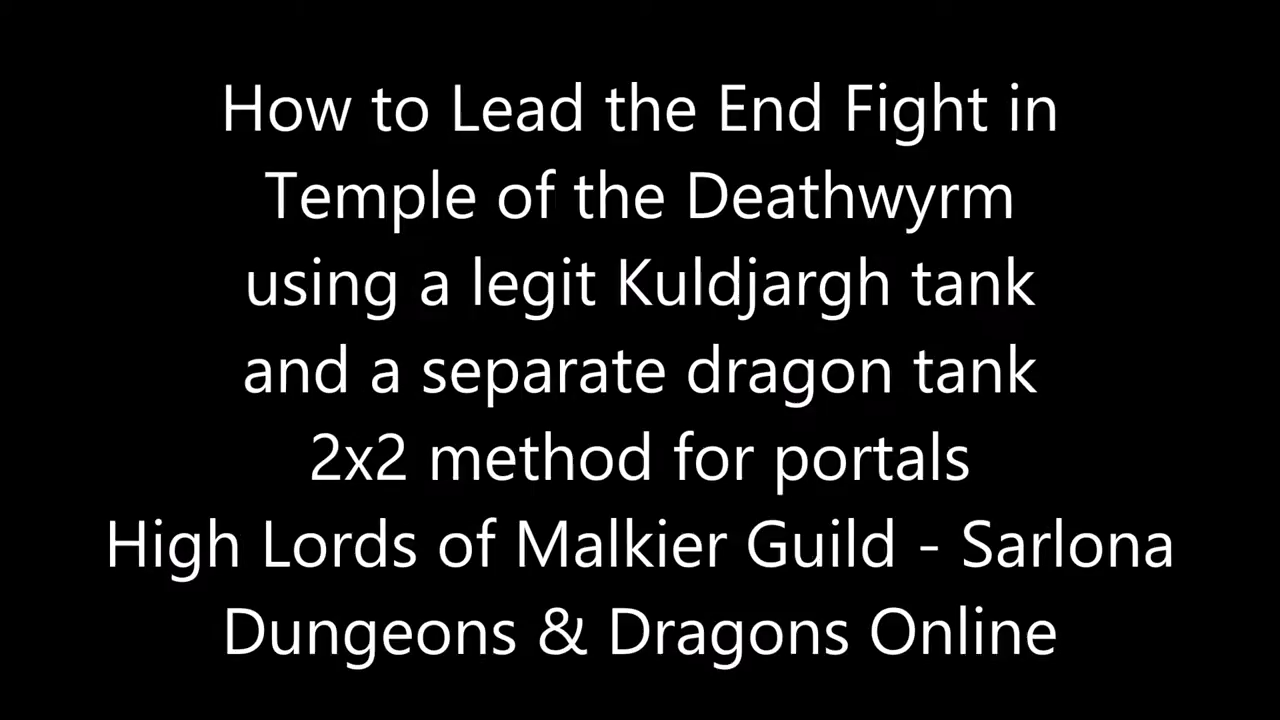 How to Lead the End Fight in
Temple of the Deathwyrm
using a legit Kuldjargh tank
and a separate dragon tank
2x2 method for portals
High Lords of Malkier Guild - Sarlona
Dungeons & Dragons Online